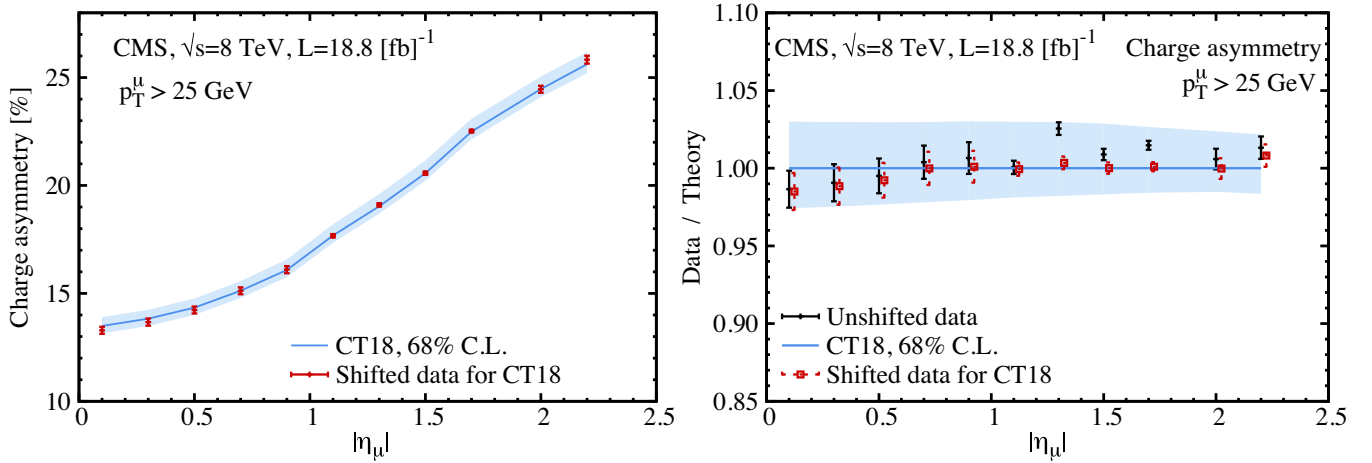 CMS, √s=8 TeV, L=18.8 [fb]⁻¹
p_T^μ > 25 GeV
Charge asymmetry [%]
25
20
15
10
CT18, 68% C.L.
Shifted data for CT18
0 0.5 1 1.5 2 2.5
|η_μ|
CMS, √s=8 TeV, L=18.8 [fb]⁻¹
Charge asymmetry
p_T^μ > 25 GeV
Data / Theory
1.10
1.05
1.00
0.95
0.90
0.85
Unshifted data
CT18, 68% C.L.
Shifted data for CT18
0 0.5 1 1.5 2 2.5
|η_μ|